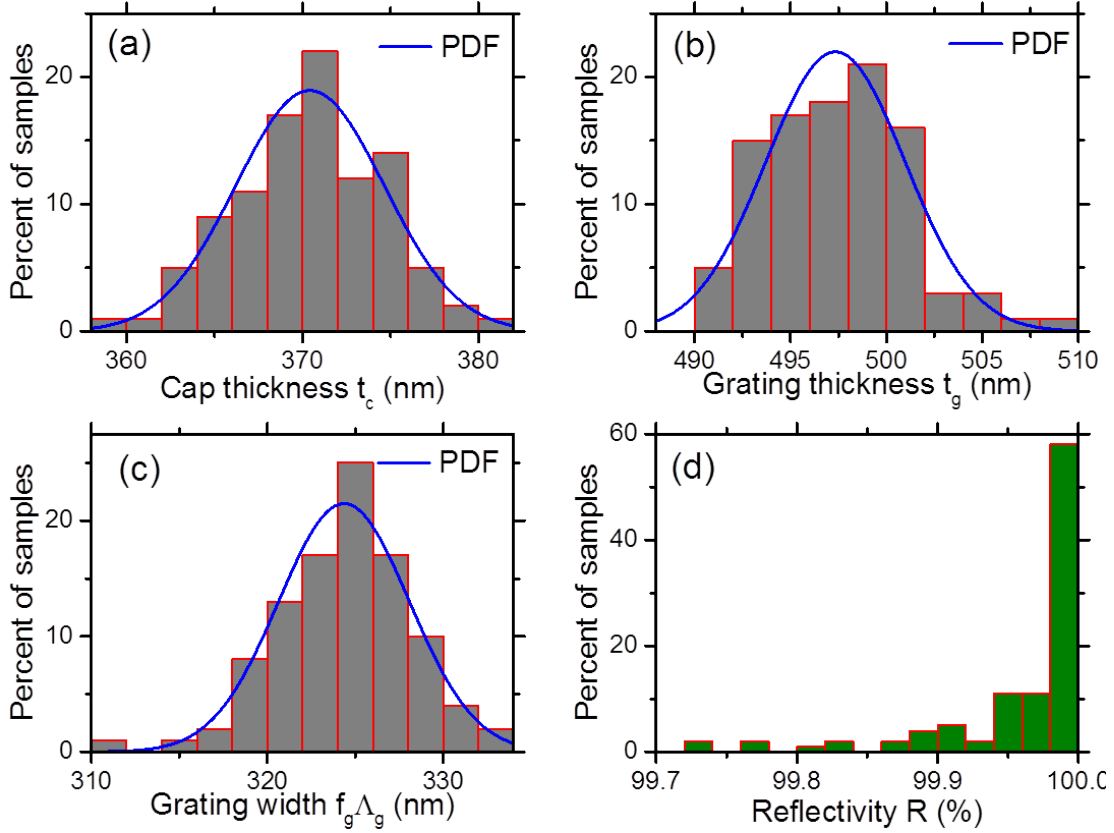 (a)
PDF
Percent of samples
20
10
0
360 370 380
Cap thickness t_c (nm)
(b)
PDF
Percent of samples
20
10
0
490 495 500 505 510
Grating thickness t_g (nm)
(c)
PDF
Percent of samples
20
10
0
310 320 330
Grating width f_gΛ_g (nm)
(d)
Percent of samples
60
40
20
0
99.7 99.8 99.9 100.0
Reflectivity R (%)